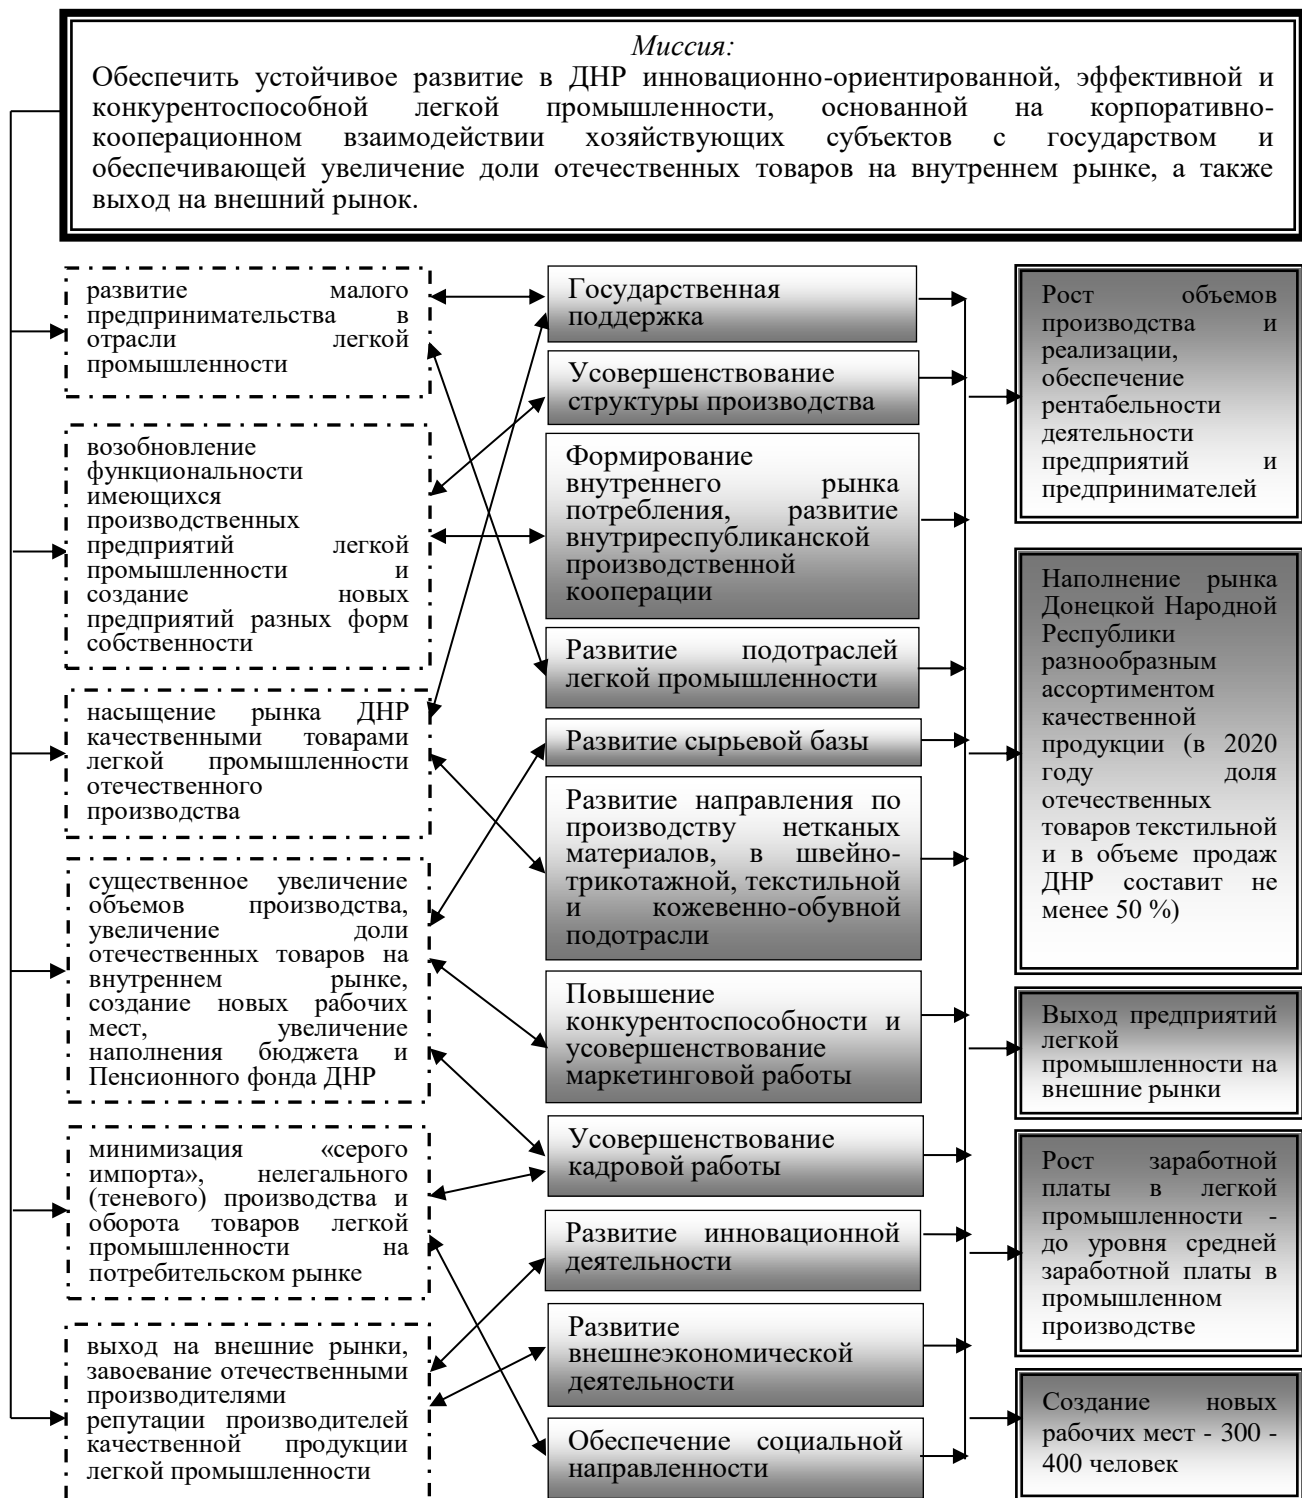 Миссия:
Обеспечить устойчивое развитие в ДНР инновационно-ориентированной, эффективной и
конкурентоспособной легкой промышленности, основанной на корпоративно-
кооперационном взаимодействии хозяйствующих субъектов с государством и
обеспечивающей увеличение доли отечественных товаров на внутреннем рынке, а также
выход на внешний рынок.
развитие малого
предпринимательства в
отрасли легкой
промышленности
возобновление
функциональности
имеющихся
производственных
предприятий легкой
промышленности и
создание новых
предприятий разных форм
собственности
насыщение рынка ДНР
качественными товарами
легкой промышленности
отечественного
производства
существенное увеличение
объемов производства,
увеличение доли
отечественных товаров на
внутреннем рынке,
создание новых рабочих
мест, увеличение
наполнения бюджета и
Пенсионного фонда ДНР
минимизация «серого
импорта», нелегального
(теневого) производства и
оборота товаров легкой
промышленности на
потребительском рынке
выход на внешние рынки,
завоевание отечественными
производителями
репутации производителей
качественной продукции
легкой промышленности
Государственная
поддержка
Усовершенствование
структуры производства
Формирование
внутреннего рынка
потребления, развитие
внутриреспубликанской
производственной
кооперации
Развитие подотраслей
легкой промышленности
Развитие сырьевой базы
Развитие направления по
производству нетканых
материалов, в швейно-
трикотажной, текстильной
и кожевенно-обувной
подотрасли
Повышение
конкурентоспособности и
усовершенствование
маркетинговой работы
Усовершенствование
кадровой работы
Развитие инновационной
деятельности
Развитие
внешнеэкономической
деятельности
Обеспечение социальной
направленности
Рост объемов
производства и
реализации,
обеспечение
рентабельности
деятельности
предприятий и
предпринимателей
Наполнение рынка
Донецкой Народной
Республики
разнообразным
ассортиментом
качественной
продукции (в 2020
году доля
отечественных
товаров текстильной
и в объеме продаж
ДНР составит не
менее 50 %)
Выход предприятий
легкой
промышленности на
внешние рынки
Рост заработной
платы в легкой
промышленности -
до уровня средней
заработной платы в
промышленном
производстве
Создание новых
рабочих мест - 300 -
400 человек